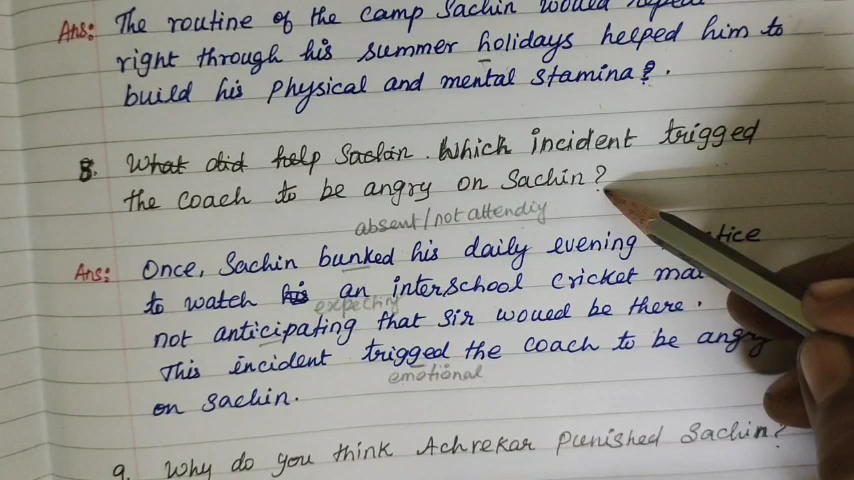 Ans: The routine of the camp Sachin would repeat
right through his summer holidays helped him to
build his physical and mental stamina?.
8. What did help Sachin. Which incident trigged
the coach to be angry on Sachin?
absent/not attendiy
Ans: Once, Sachin bunked his daily evening
to watch his an interschool cricket
expecting
not anticipating that sir woued be there.
This incident trigged the coach to be angry
emotional
on sachin.
9. Why do you think Achrekar punished Sachin?